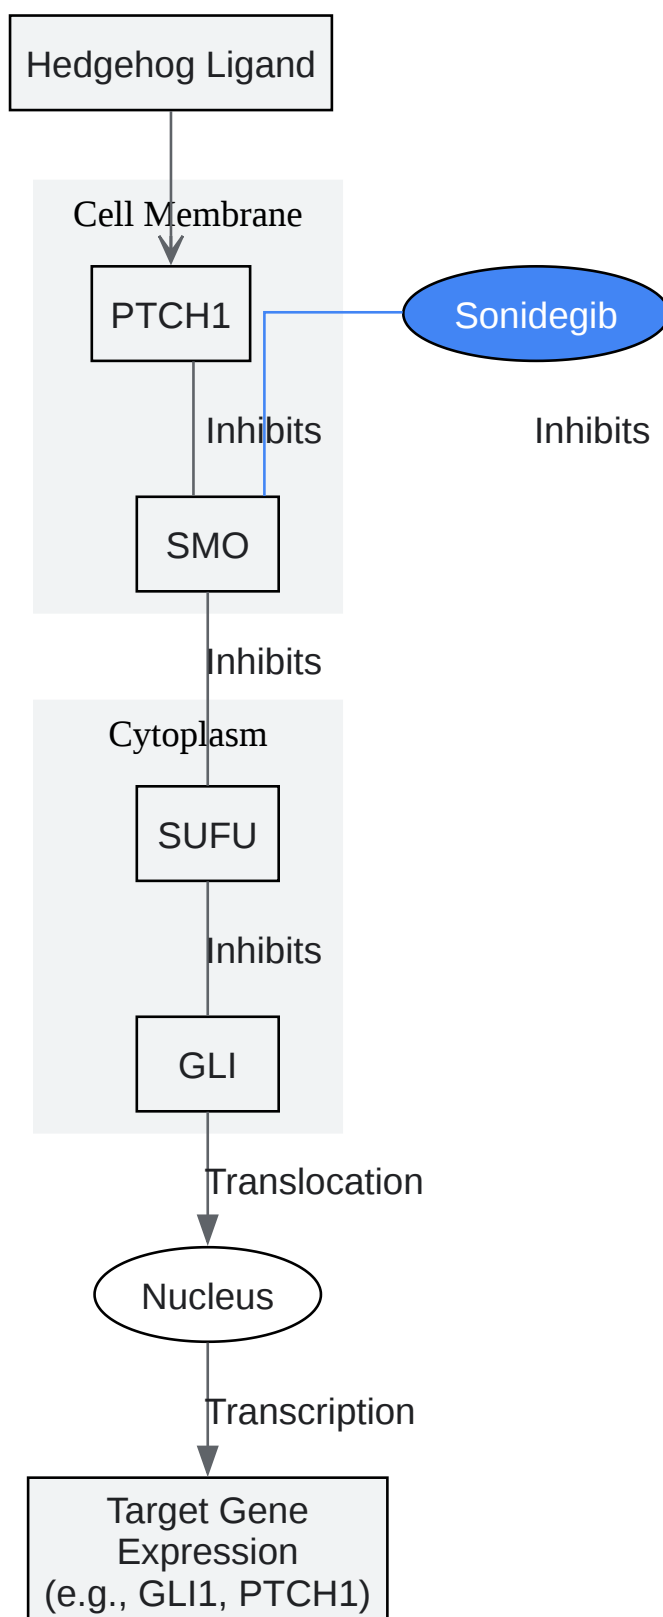 Hedgehog Ligand
Cell Membrane
PTCH1
Sonidegib
Inhibits
Inhibits
SMO
Inhibits
Cytoplasm
SUFU
Inhibits
GLI
Translocation
Nucleus
Transcription
Target Gene
Expression
(e.g., GLI1, PTCH1)